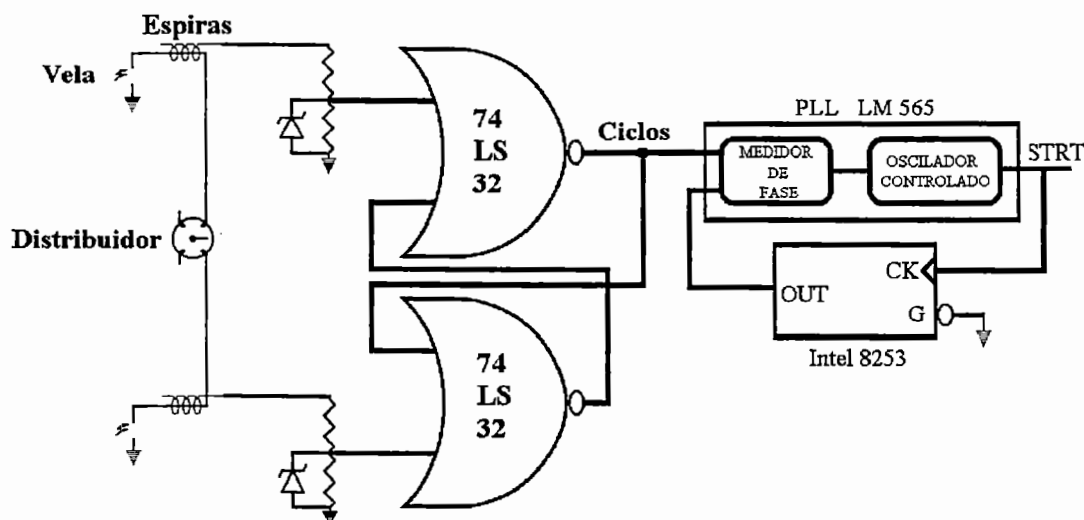 Espiras
Vela
Distribuidor
74
LS
32
74
LS
32
Ciclos
PLL LM 565
MEDIDOR
DE
FASE
OSCILADOR
CONTROLADO
STRT
CK
OUT
G
Intel 8253